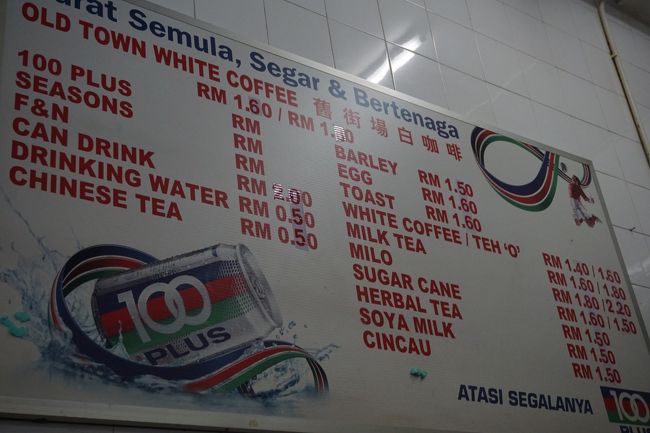 Semula, Segar & Bertenaga
OLD TOWN WHITE COFFEE 舊街場白咖啡
RM 1.60 / RM
100 PLUS RM
SEASONS RM
F&N RM
CAN DRINK RM 2.00
DRINKING WATER RM 0.50
CHINESE TEA RM 0.50
BARLEY RM 1.50
EGG RM 1.60
TOAST RM 1.60
WHITE COFFEE / TEH 'O' RM 1.40 / 1.60
MILK TEA RM 1.60 / 1.80
MILO RM 1.80 / 2.20
SUGAR CANE RM 1.60 / 1.50
HERBAL TEA RM 1.50
SOYA MILK RM 1.50
CINCAU RM 1.50
100
PLUS
ATASI SEGALANYA
100
PLUS